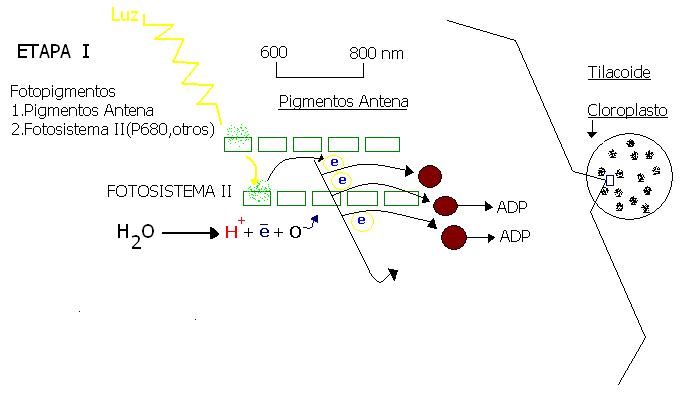 Luz
ETAPA I
600 800 nm
Fotopigmentos
1.Pigmentos Antena
2.Fotosistema II(P680,otros)
Pigmentos Antena
Tilacoide
Cloroplasto
e
e
FOTOSISTEMA II
ADP
e
H2O H+ + e̅ + O
ADP